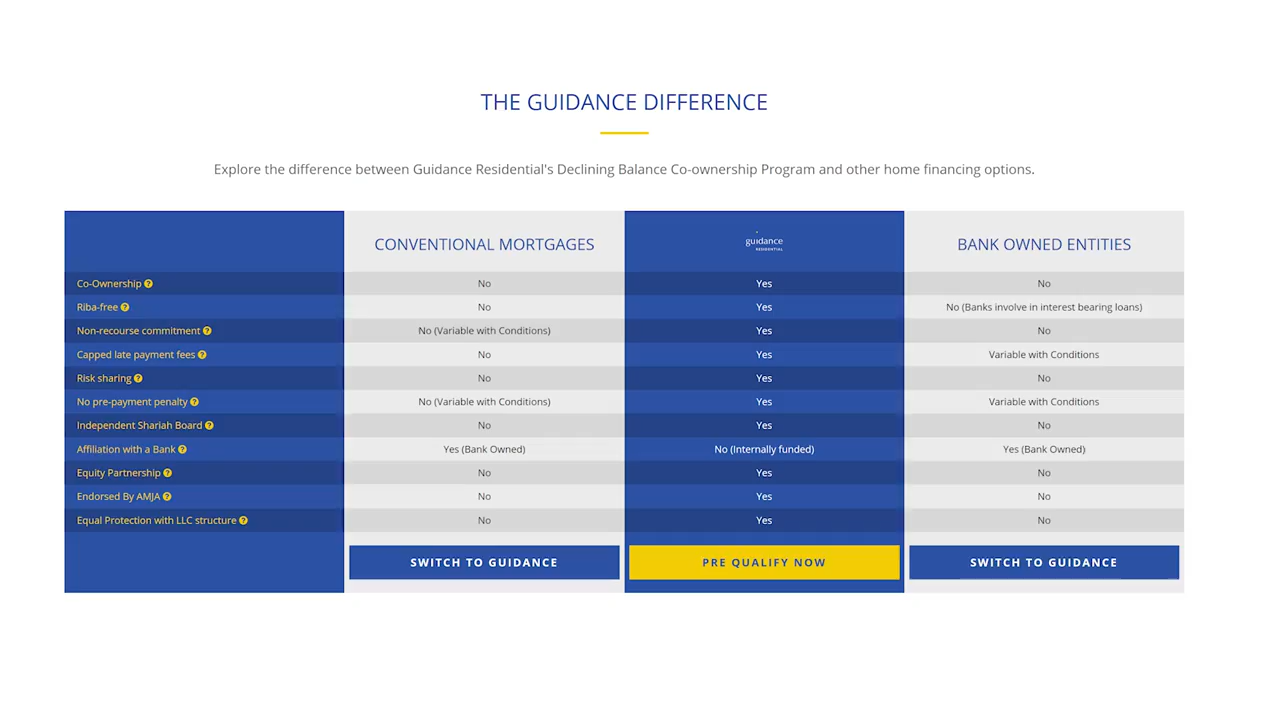 THE GUIDANCE DIFFERENCE
Explore the difference between Guidance Residential's Declining Balance Co-ownership Program and other home financing options.
CONVENTIONAL MORTGAGES guidance RESIDENTIAL BANK OWNED ENTITIES
Co-Ownership ? No Yes No
Riba-free ? No Yes No (Banks involve in interest bearing loans)
Non-recourse commitment ? No (Variable with Conditions) Yes No
Capped late payment fees ? No Yes Variable with Conditions
Risk sharing ? No Yes No
No pre-payment penalty ? No (Variable with Conditions) Yes Variable with Conditions
Independent Shariah Board ? No Yes No
Affiliation with a Bank ? Yes (Bank Owned) No (Internally funded) Yes (Bank Owned)
Equity Partnership ? No Yes No
Endorsed By AMJA ? No Yes No
Equal Protection with LLC structure ? No Yes No
SWITCH TO GUIDANCE PRE QUALIFY NOW SWITCH TO GUIDANCE